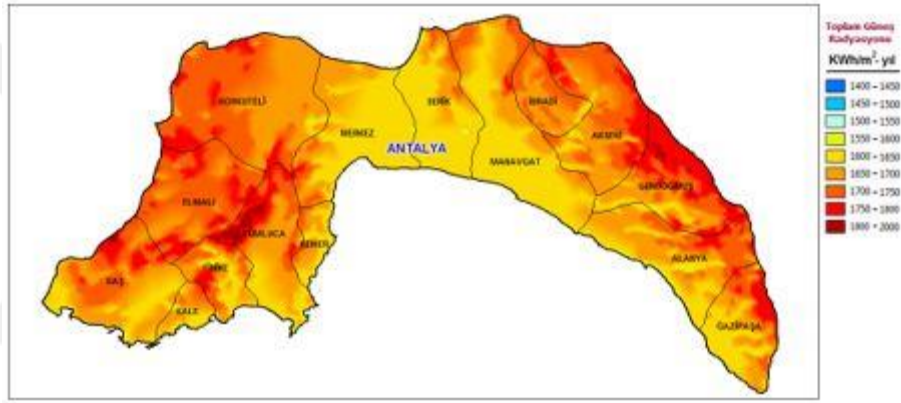 Toplam Güneş
Radyasyonu
KWh/m²- yıl
1400 - 1450
1450 - 1500
1500 - 1550
1550 - 1600
1600 - 1650
1650 - 1700
1700 - 1750
1750 - 1800
1800 - 2000
KORKUTELİ
SERİK
İBRADİ
MERKEZ
ANTALYA
AKSEKİ
MANAVGAT
GÜNDOĞMUŞ
ELMALI
KUMLUCA
KEMER
ALANYA
FİNİKE
KAŞ
KALE
GAZİPAŞA